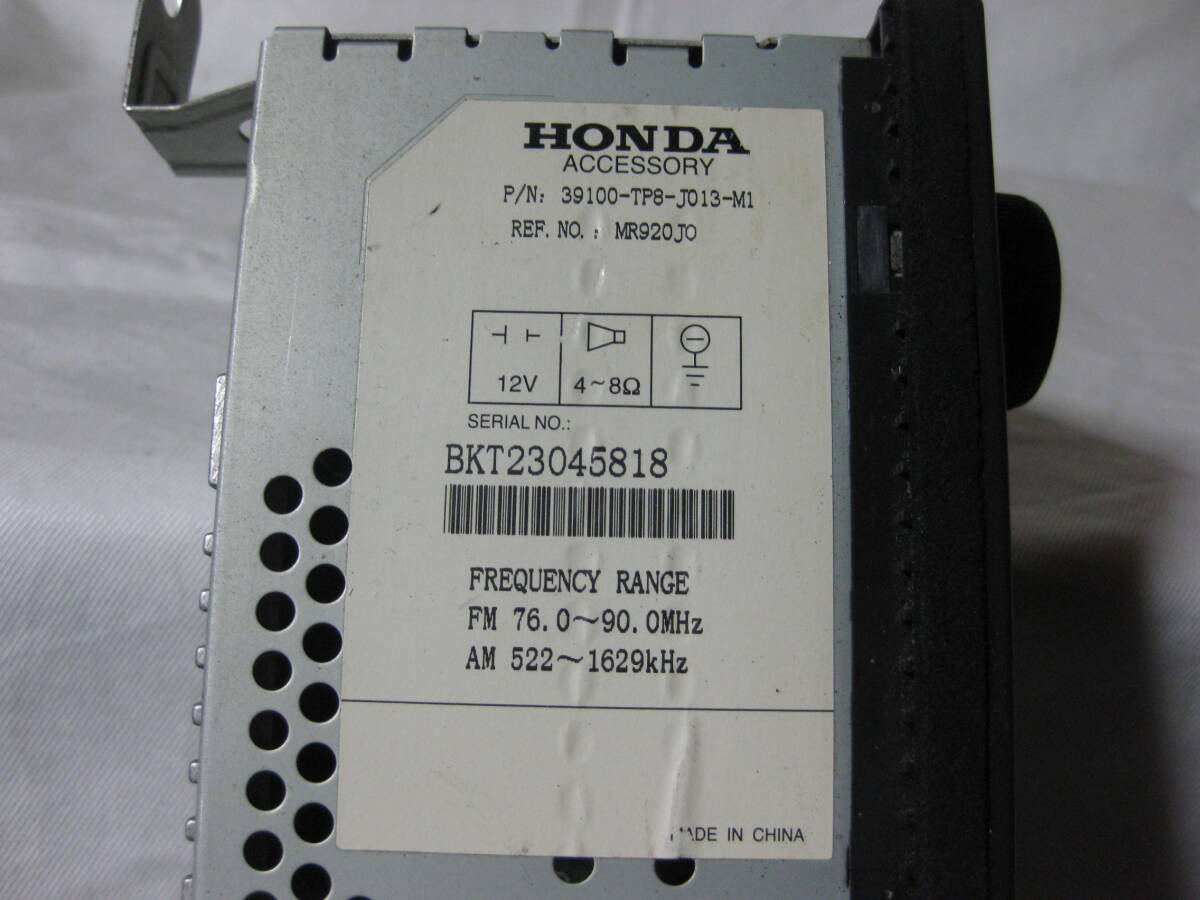 HONDA
ACCESSORY
P/N: 39100-TP8-J013-M1
REF. NO. : MR920J0
12V
4~8Ω
SERIAL NO.:
BKT23045818
FREQUENCY RANGE
FM 76.0~90.0MHz
AM 522~1629kHz
MADE IN CHINA